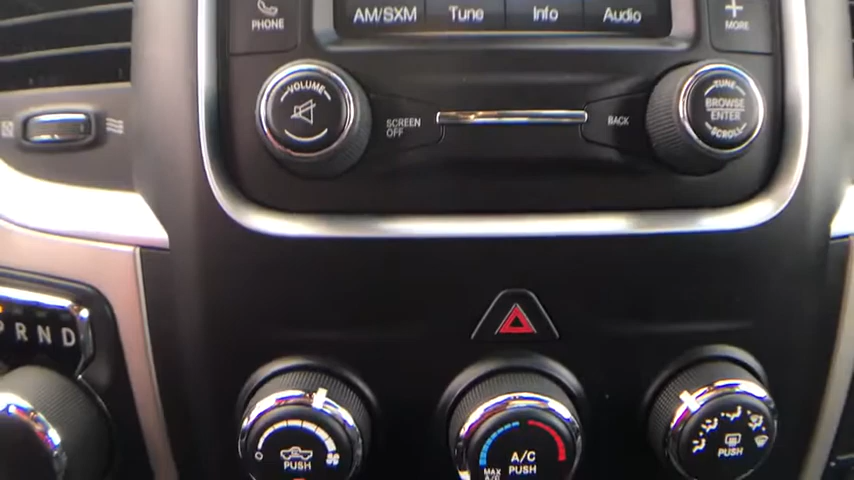 AM/SXM Tune Info Audio
PHONE
MORE
VOLUME
SCREEN
OFF
BACK
TUNE
BROWSE
ENTER
SCROLL
PRND
PUSH
A/C
PUSH
MAX
A/C
PUSH